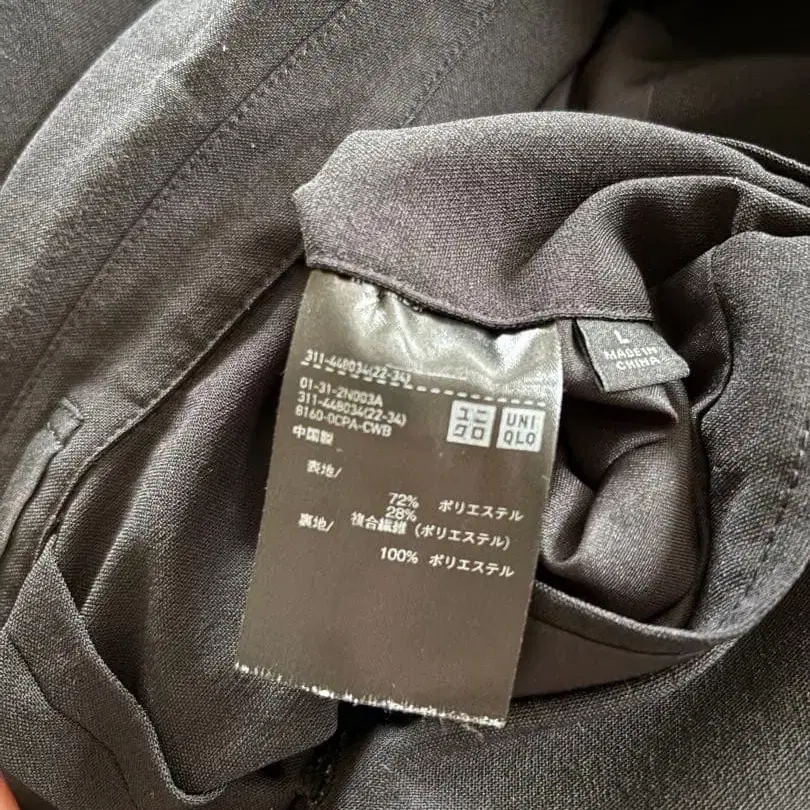 311-448034(22-34)
01-31-2N003A
311-448034(22-34)
8160-0CPA-CWB
中国製
ユニ
クロ
UNI
QLO
L
MADE IN
CHINA
表地/
72% ポリエステル
28%
複合繊維 (ポリエステル)
裏地/
100% ポリエステル